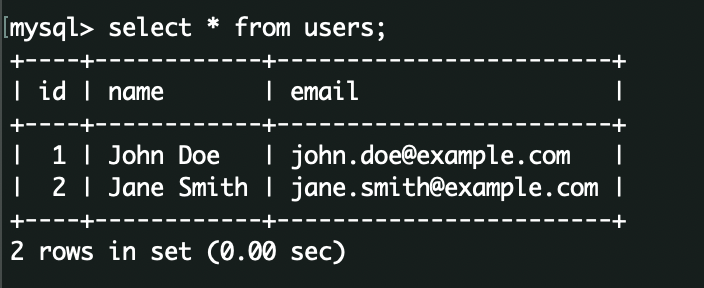 [mysql> select * from users;
+----+------------+------------------------+
| id | name       | email                  |
+----+------------+------------------------+
|  1 | John Doe   | john.doe@example.com   |
|  2 | Jane Smith | jane.smith@example.com |
+----+------------+------------------------+
2 rows in set (0.00 sec)